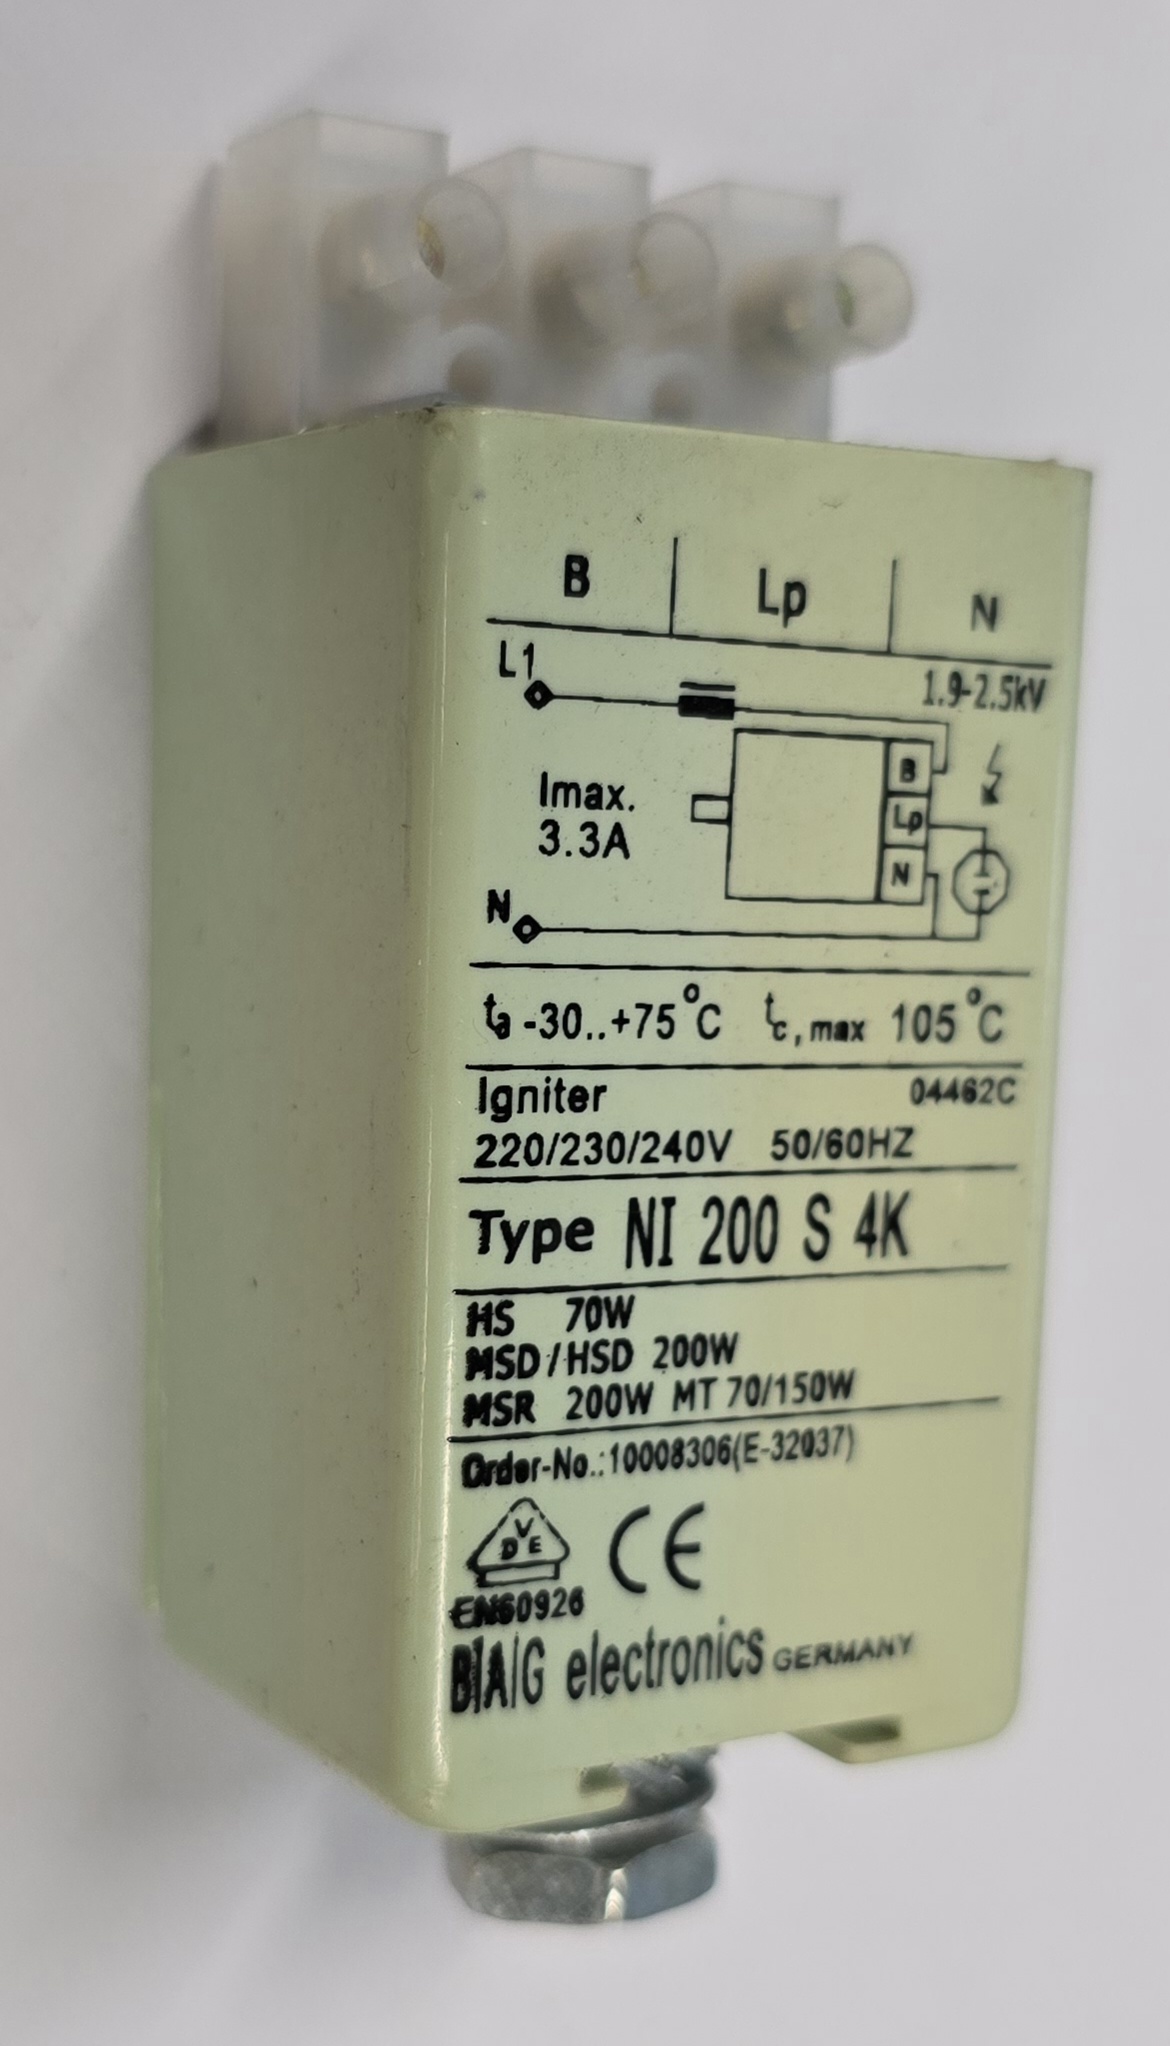 B Lp N
L1 1.9-2.5kV
B
Imax. Lp
3.3A
N
N
ta -30..+75°C tc, max 105°C
Igniter 04462C
220/230/240V 50/60HZ
Type NI 200 S 4K
HS 70W
MSD/HSD 200W
MSR 200W MT 70/150W
Order-No.:10008306(E-32037)
VDE CE
EN60926
B|A|G electronics GERMANY